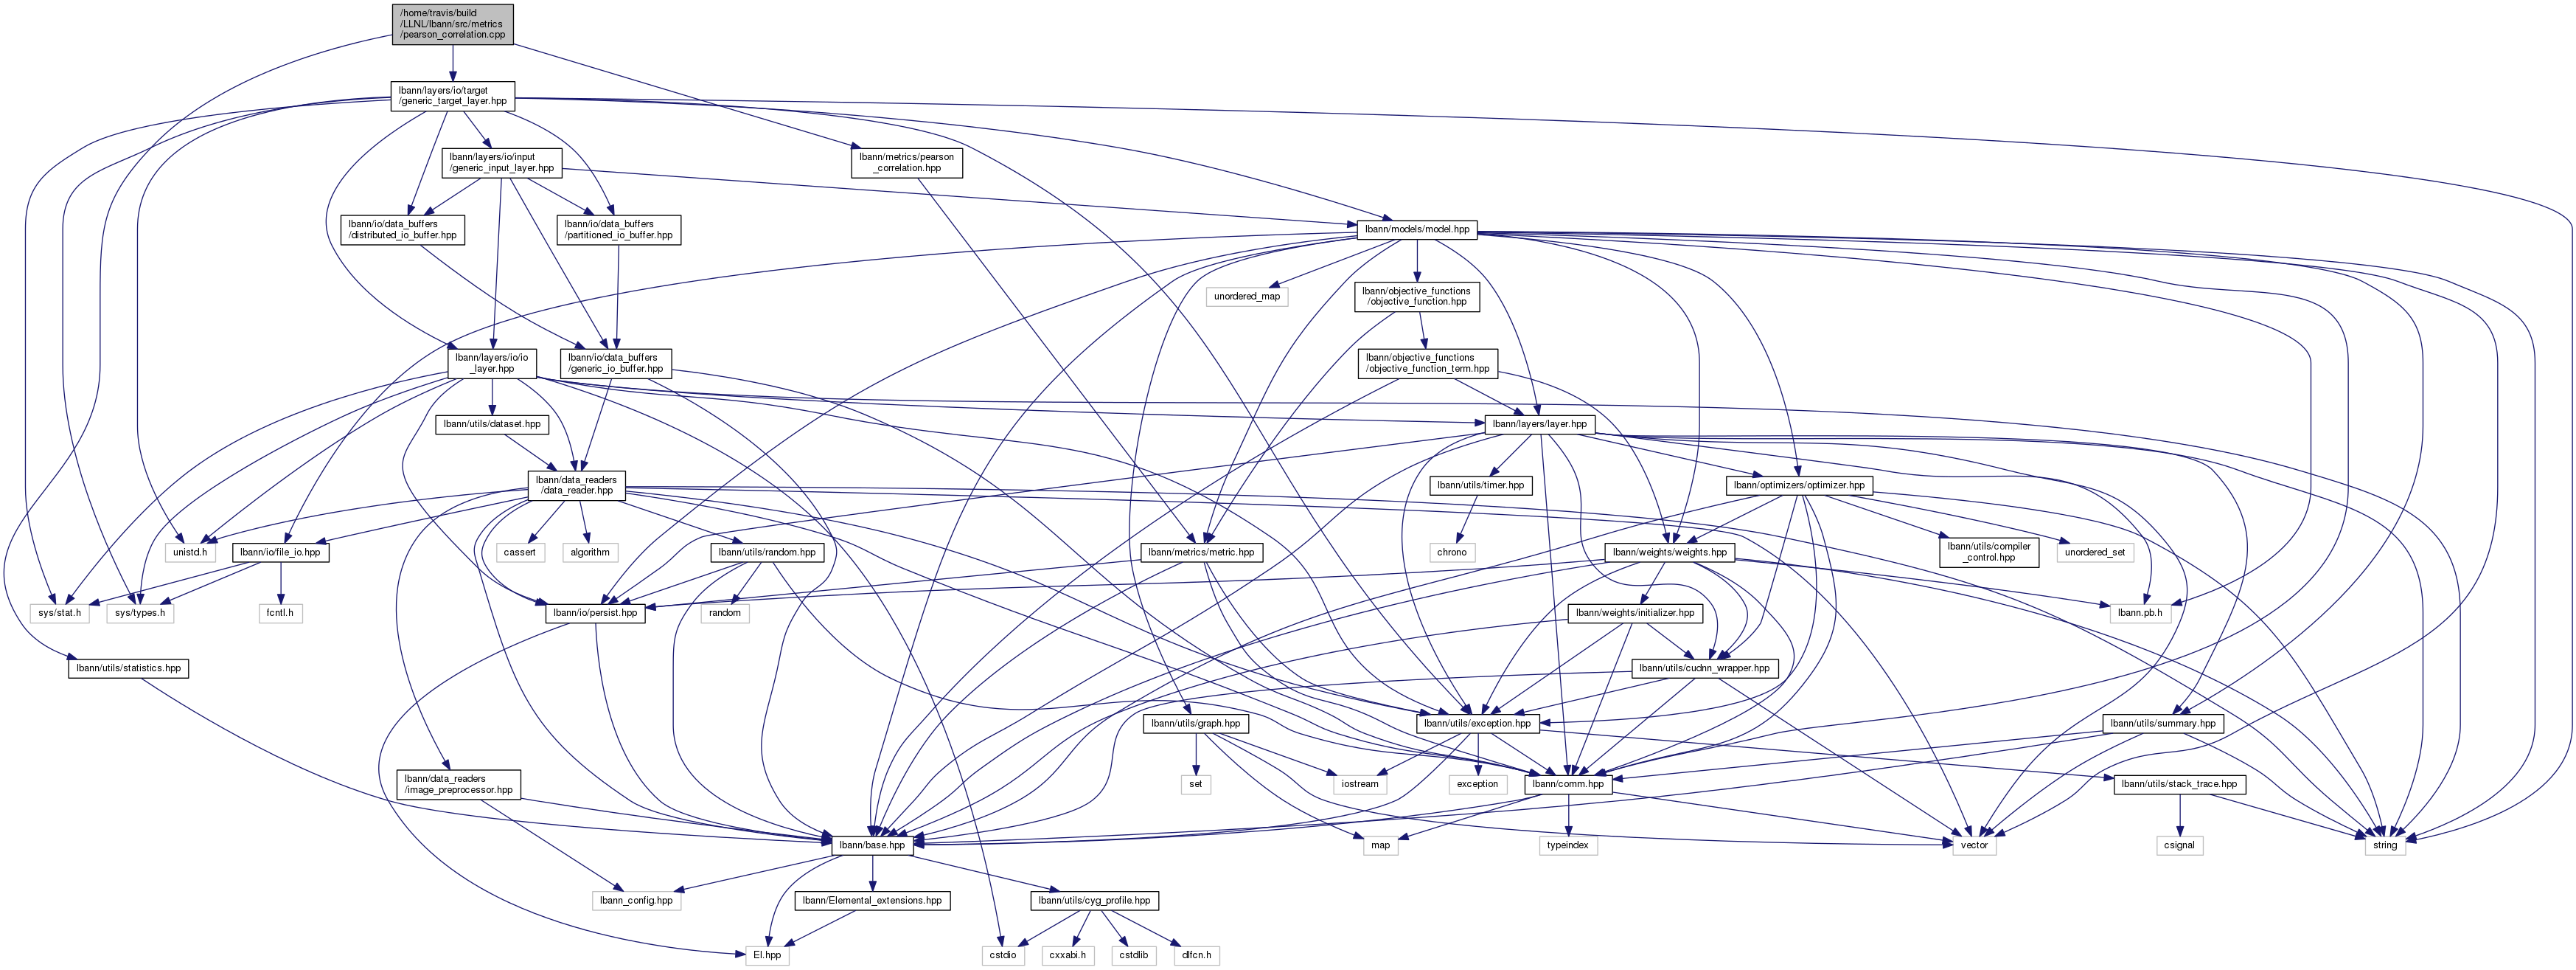 /home/travis/build
/LLNL/lbann/src/metrics
/pearson_correlation.cpp
lbann/layers/io/target
/generic_target_layer.hpp
lbann/layers/io/input
/generic_input_layer.hpp
lbann/metrics/pearson
_correlation.hpp
lbann/io/data_buffers
/distributed_io_buffer.hpp
lbann/io/data_buffers
/partitioned_io_buffer.hpp
lbann/models/model.hpp
unordered_map
lbann/objective_functions
/objective_function.hpp
lbann/layers/io/io
_layer.hpp
lbann/io/data_buffers
/generic_io_buffer.hpp
lbann/objective_functions
/objective_function_term.hpp
lbann/utils/dataset.hpp
lbann/layers/layer.hpp
lbann/data_readers
/data_reader.hpp
lbann/utils/timer.hpp
lbann/optimizers/optimizer.hpp
unistd.h
lbann/io/file_io.hpp
cassert
algorithm
lbann/utils/random.hpp
lbann/metrics/metric.hpp
chrono
lbann/weights/weights.hpp
lbann/utils/compiler
_control.hpp
unordered_set
sys/stat.h
sys/types.h
fcntl.h
lbann/io/persist.hpp
random
lbann/weights/initializer.hpp
lbann.pb.h
lbann/utils/statistics.hpp
lbann/utils/cudnn_wrapper.hpp
lbann/utils/graph.hpp
lbann/utils/exception.hpp
lbann/utils/summary.hpp
lbann/data_readers
/image_preprocessor.hpp
set
iostream
exception
lbann/comm.hpp
lbann/utils/stack_trace.hpp
lbann/base.hpp
map
typeindex
vector
csignal
string
lbann_config.hpp
lbann/Elemental_extensions.hpp
lbann/utils/cyg_profile.hpp
El.hpp
cstdio
cxxabi.h
cstdlib
dlfcn.h